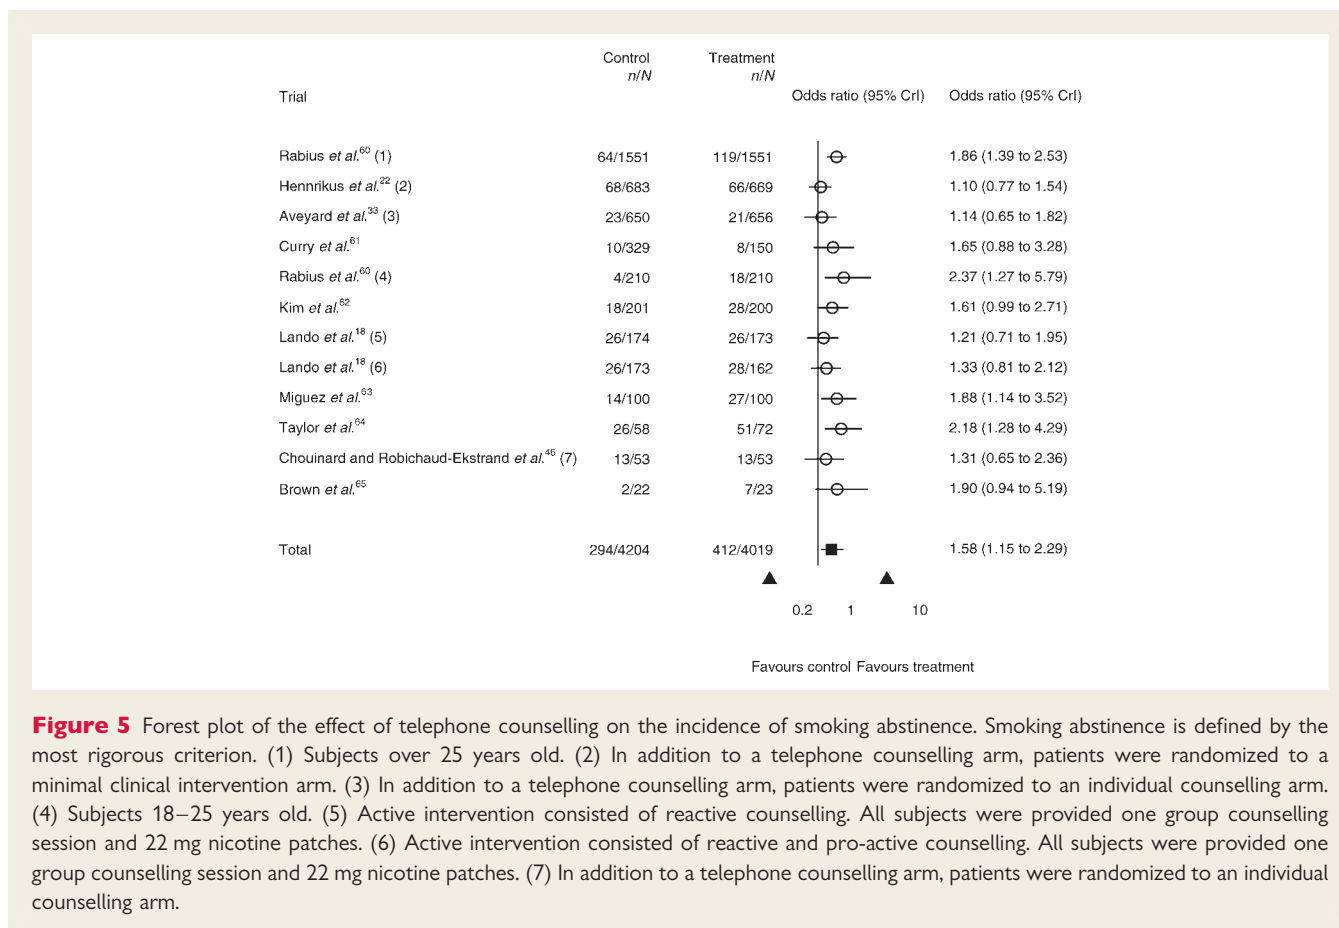 Control Treatment
n/N n/N
Trial Odds ratio (95% CrI) Odds ratio (95% CrI)
Rabius et al.60 (1) 64/1551 119/1551 1.86 (1.39 to 2.53)
Hennrikus et al.22 (2) 68/683 66/669 1.10 (0.77 to 1.54)
Aveyard et al.33 (3) 23/650 21/656 1.14 (0.65 to 1.82)
Curry et al.61 10/329 8/150 1.65 (0.88 to 3.28)
Rabius et al.60 (4) 4/210 18/210 2.37 (1.27 to 5.79)
Kim et al.62 18/201 28/200 1.61 (0.99 to 2.71)
Lando et al.18 (5) 26/174 26/173 1.21 (0.71 to 1.95)
Lando et al.18 (6) 26/173 28/162 1.33 (0.81 to 2.12)
Miguez et al.63 14/100 27/100 1.88 (1.14 to 3.52)
Taylor et al.64 26/58 51/72 2.18 (1.28 to 4.29)
Chouinard and Robichaud-Ekstrand et al.46 (7) 13/53 13/53 1.31 (0.65 to 2.36)
Brown et al.65 2/22 7/23 1.90 (0.94 to 5.19)
Total 294/4204 412/4019 1.58 (1.15 to 2.29)
0.2 1 10
Favours control Favours treatment
Figure 5 Forest plot of the effect of telephone counselling on the incidence of smoking abstinence. Smoking abstinence is defined by the
most rigorous criterion. (1) Subjects over 25 years old. (2) In addition to a telephone counselling arm, patients were randomized to a
minimal clinical intervention arm. (3) In addition to a telephone counselling arm, patients were randomized to an individual counselling arm.
(4) Subjects 18–25 years old. (5) Active intervention consisted of reactive counselling. All subjects were provided one group counselling
session and 22 mg nicotine patches. (6) Active intervention consisted of reactive and pro-active counselling. All subjects were provided one
group counselling session and 22 mg nicotine patches. (7) In addition to a telephone counselling arm, patients were randomized to an individual
counselling arm.